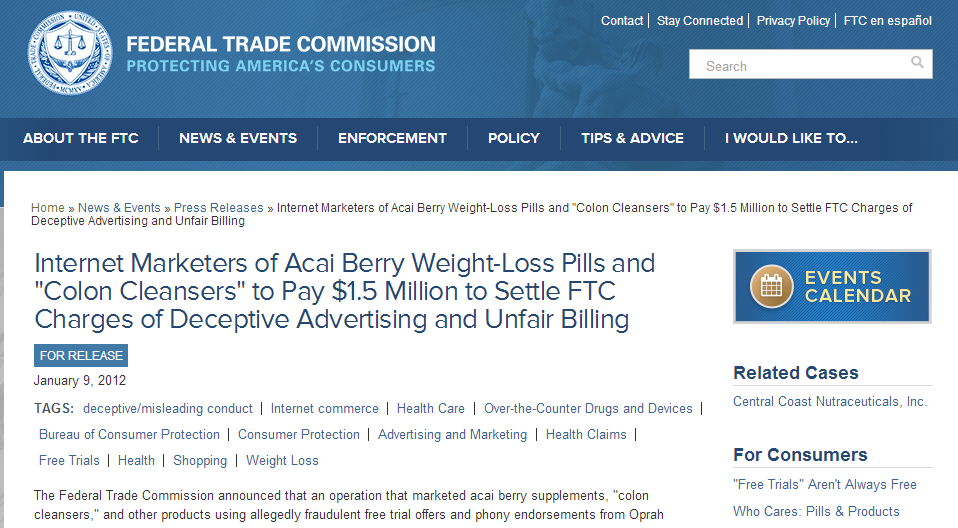 Contact | Stay Connected | Privacy Policy | FTC en español
FEDERAL TRADE COMMISSION
PROTECTING AMERICA'S CONSUMERS
Search
ABOUT THE FTC
NEWS & EVENTS
ENFORCEMENT
POLICY
TIPS & ADVICE
I WOULD LIKE TO...
Home » News & Events » Press Releases » Internet Marketers of Acai Berry Weight-Loss Pills and "Colon Cleansers" to Pay $1.5 Million to Settle FTC Charges of
Deceptive Advertising and Unfair Billing
Internet Marketers of Acai Berry Weight-Loss Pills and
"Colon Cleansers" to Pay $1.5 Million to Settle FTC
Charges of Deceptive Advertising and Unfair Billing
FOR RELEASE
January 9, 2012
TAGS: deceptive/misleading conduct | Internet commerce | Health Care | Over-the-Counter Drugs and Devices |
Bureau of Consumer Protection | Consumer Protection | Advertising and Marketing | Health Claims |
Free Trials | Health | Shopping | Weight Loss
The Federal Trade Commission announced that an operation that marketed acai berry supplements, "colon
cleansers," and other products using allegedly fraudulent free trial offers and phony endorsements from Oprah
EVENTS
CALENDAR
Related Cases
Central Coast Nutraceuticals, Inc.
For Consumers
"Free Trials" Aren't Always Free
Who Cares: Pills & Products